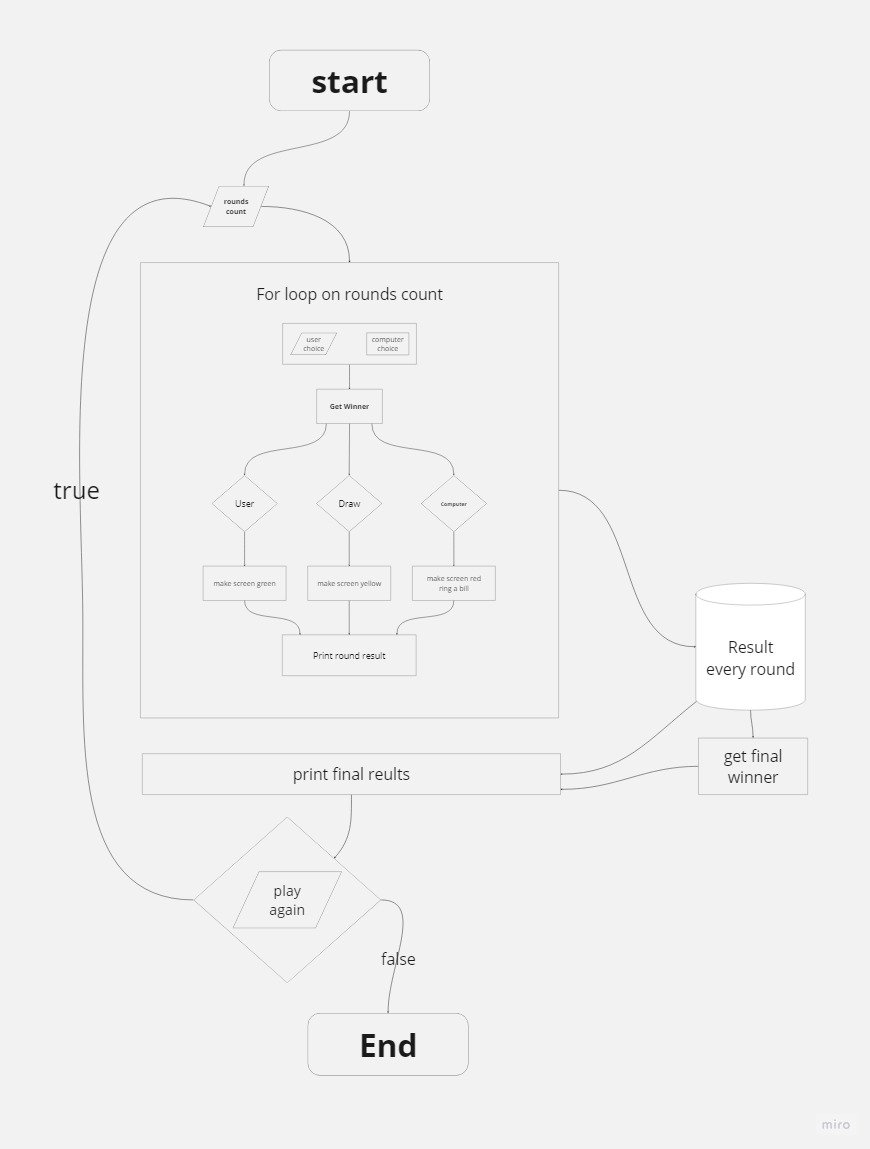 start
rounds
count
For loop on rounds count
user
choice
computer
choice
Get Winner
User
Draw
Computer
true
make screen green
make screen yellow
make screen red
ring a bill
Print round result
Result
every round
get final
winner
print final reults
play
again
false
End
miro